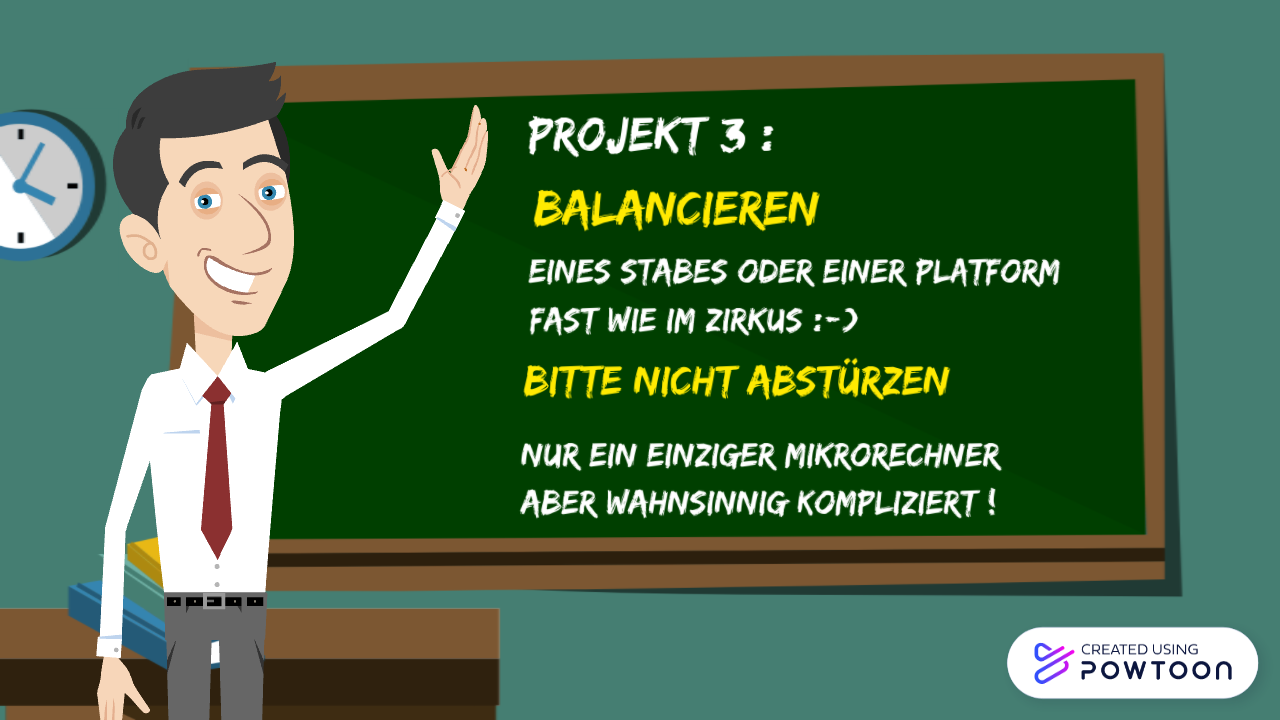 PROJEKT 3 :
BALANCIEREN
EINES STABES ODER EINER PLATFORM
FAST WIE IM ZIRKUS :-)
BITTE NICHT ABSTÜRZEN
NUR EIN EINZIGER MIKRORECHNER
ABER WAHNSINNIG KOMPLIZIERT !
CREATED USING
POWTOON